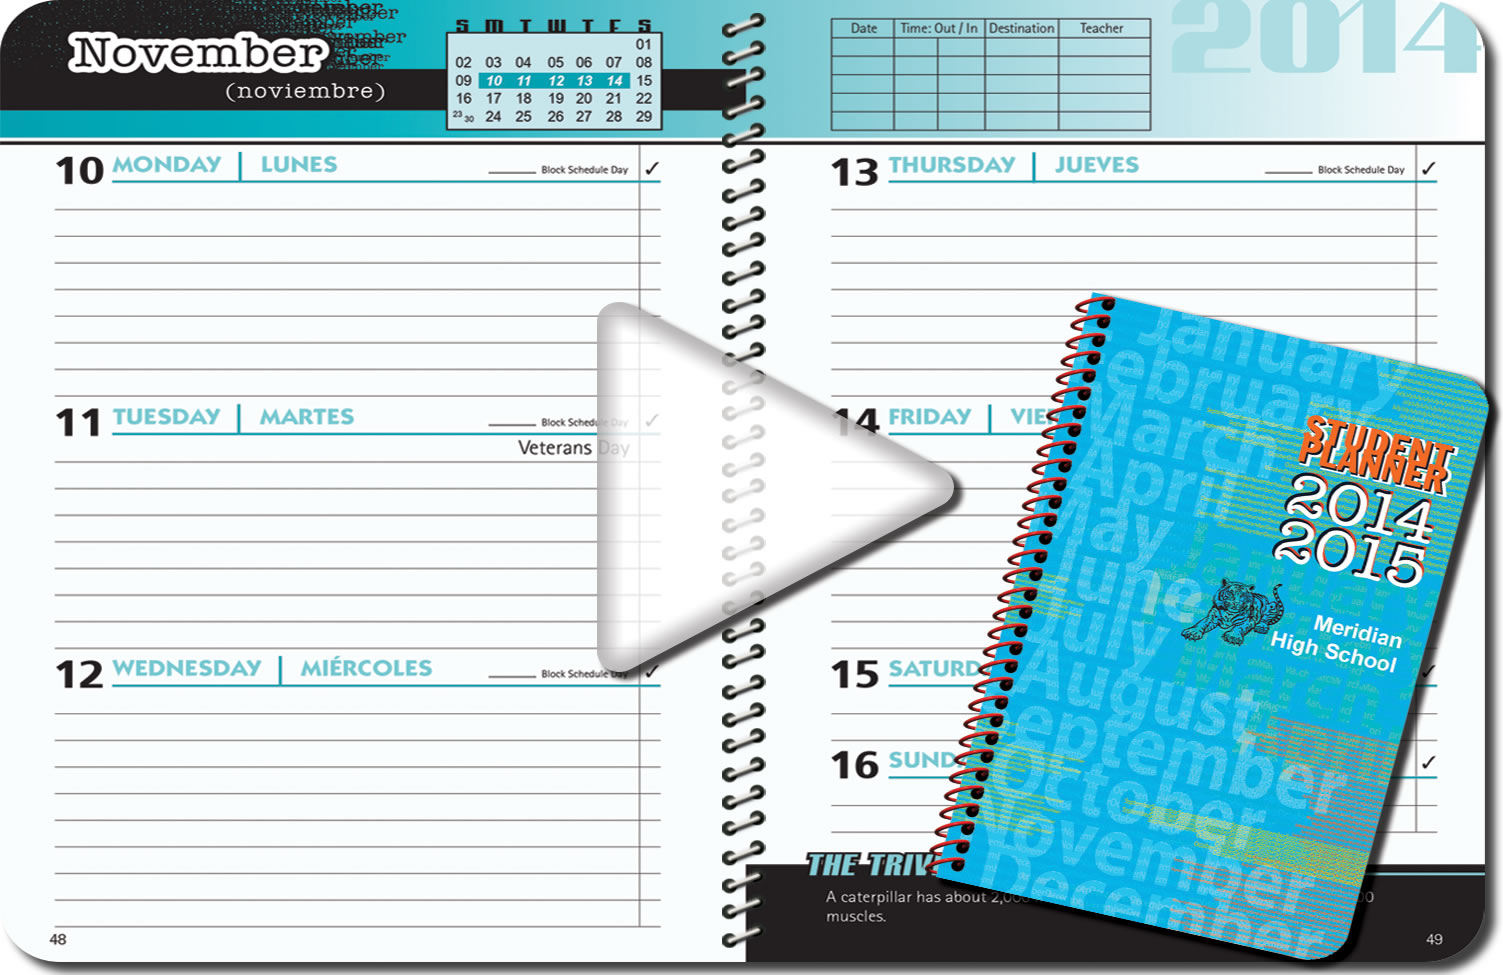 November
(noviembre)
S M T W T F S
01
02 03 04 05 06 07 08
09 10 11 12 13 14 15
16 17 18 19 20 21 22
23 30 24 25 26 27 28 29
10 MONDAY | LUNES Block Schedule Day ✓
11 TUESDAY | MARTES Block Schedule Day ✓
Veterans Day
12 WEDNESDAY | MIÉRCOLES Block Schedule Day ✓
48
Date Time: Out / In Destination Teacher
2014
13 THURSDAY | JUEVES Block Schedule Day ✓
14 FRIDAY | VIE
15 SATURD ✓
16 SUND ✓
THE TRIV
A caterpillar has about 2,00
muscles.
49
January
February
March
April
May
June
July
August
September
October
November
December
STUDENT
PLANNER
2014
2015
Meridian
High School